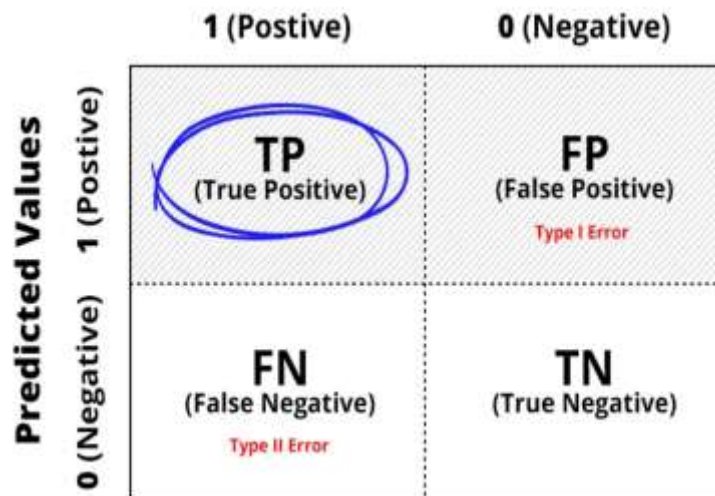 1 (Postive)
0 (Negative)
Predicted Values
1 (Postive)
TP
(True Positive)
FP
(False Positive)
Type I Error
0 (Negative)
FN
(False Negative)
Type II Error
TN
(True Negative)